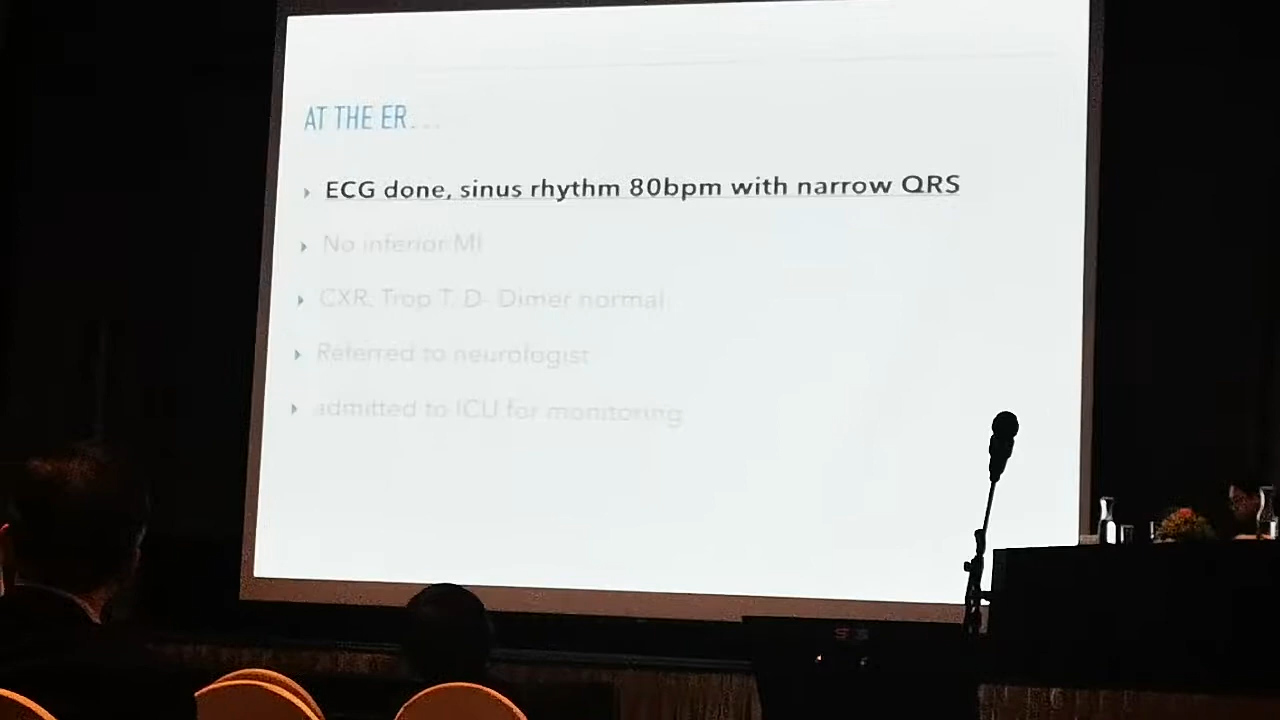 AT THE ER...
ECG done, sinus rhythm 80bpm with narrow QRS
No inferior MI
CXR, Trop T, D- Dimer normal
Referred to neurologist
admitted to ICU for monitoring